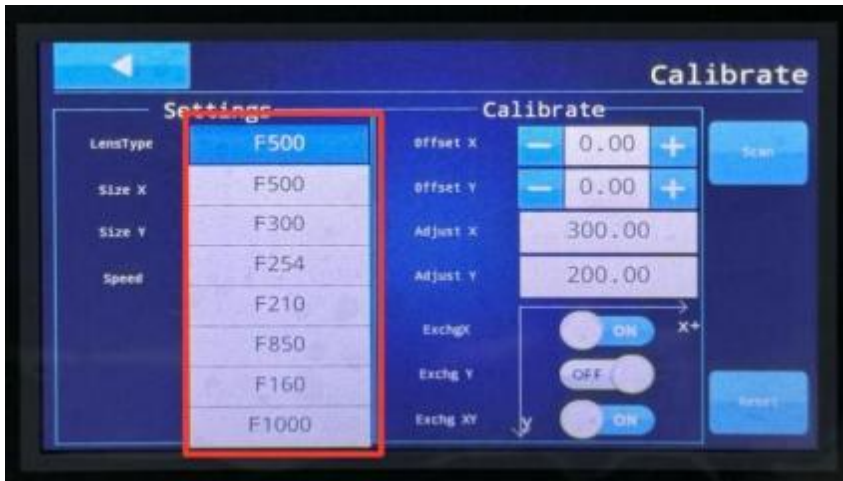 Calibrate
Settings
LensType
F500
F500
Size X
F300
Size Y
F254
Speed
F210
F850
F160
F1000
Calibrate
Offset X
- 0.00 +
Offset Y
- 0.00 +
Adjust X
300.00
Adjust Y
200.00
ExchgX
ON
X+
Exchg Y
OFF
Exchg XY
ON
y
Scan
Reset